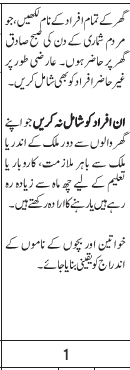 گھر کے تمام افراد کے نام لکھیں، جو
مردم شماری کے دن کی صبح صادق
گھر پر حاضر ہوں۔ عارضی طور پر
غیر حاضر افراد کو بھی شامل کریں۔
ان افراد کو شامل نہ کریں جو اپنے
گھر والوں سے دور ملک کے اندر یا
ملک سے باہر ملازمت، کاروبار یا
تعلیم کے لیے چھ ماہ سے زیادہ رہ
رہے ہیں یا رہنے کا ارادہ رکھتے ہیں۔
خواتین اور بچوں کے ناموں کے
اندراج کو یقینی بنایا جائے۔
1